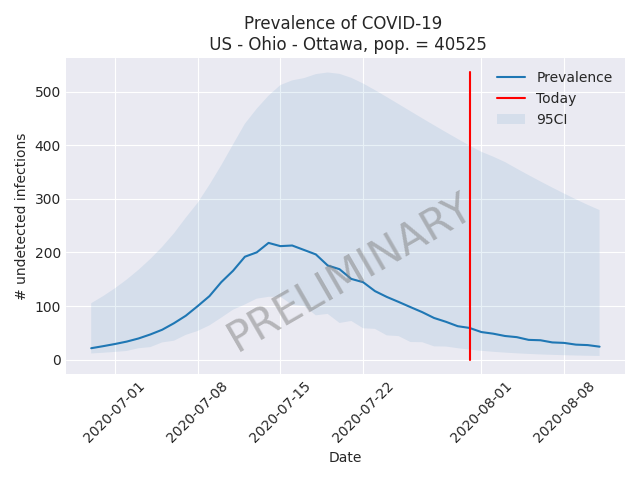 Prevalence of COVID-19
US - Ohio - Ottawa, pop. = 40525
Prevalence
Today
95CI
500
400
300
200
100
0
# undetected infections
PRELIMINARY
2020-07-01
2020-07-08
2020-07-15
2020-07-22
2020-08-01
2020-08-08
Date